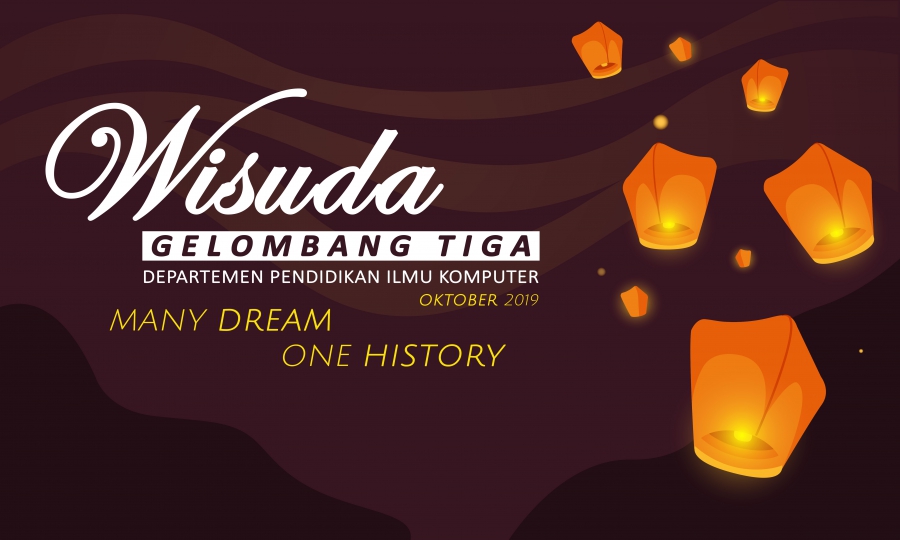 Wisuda
GELOMBANG TIGA
DEPARTEMEN PENDIDIKAN ILMU KOMPUTER
OKTOBER 2019
MANY DREAM
ONE HISTORY